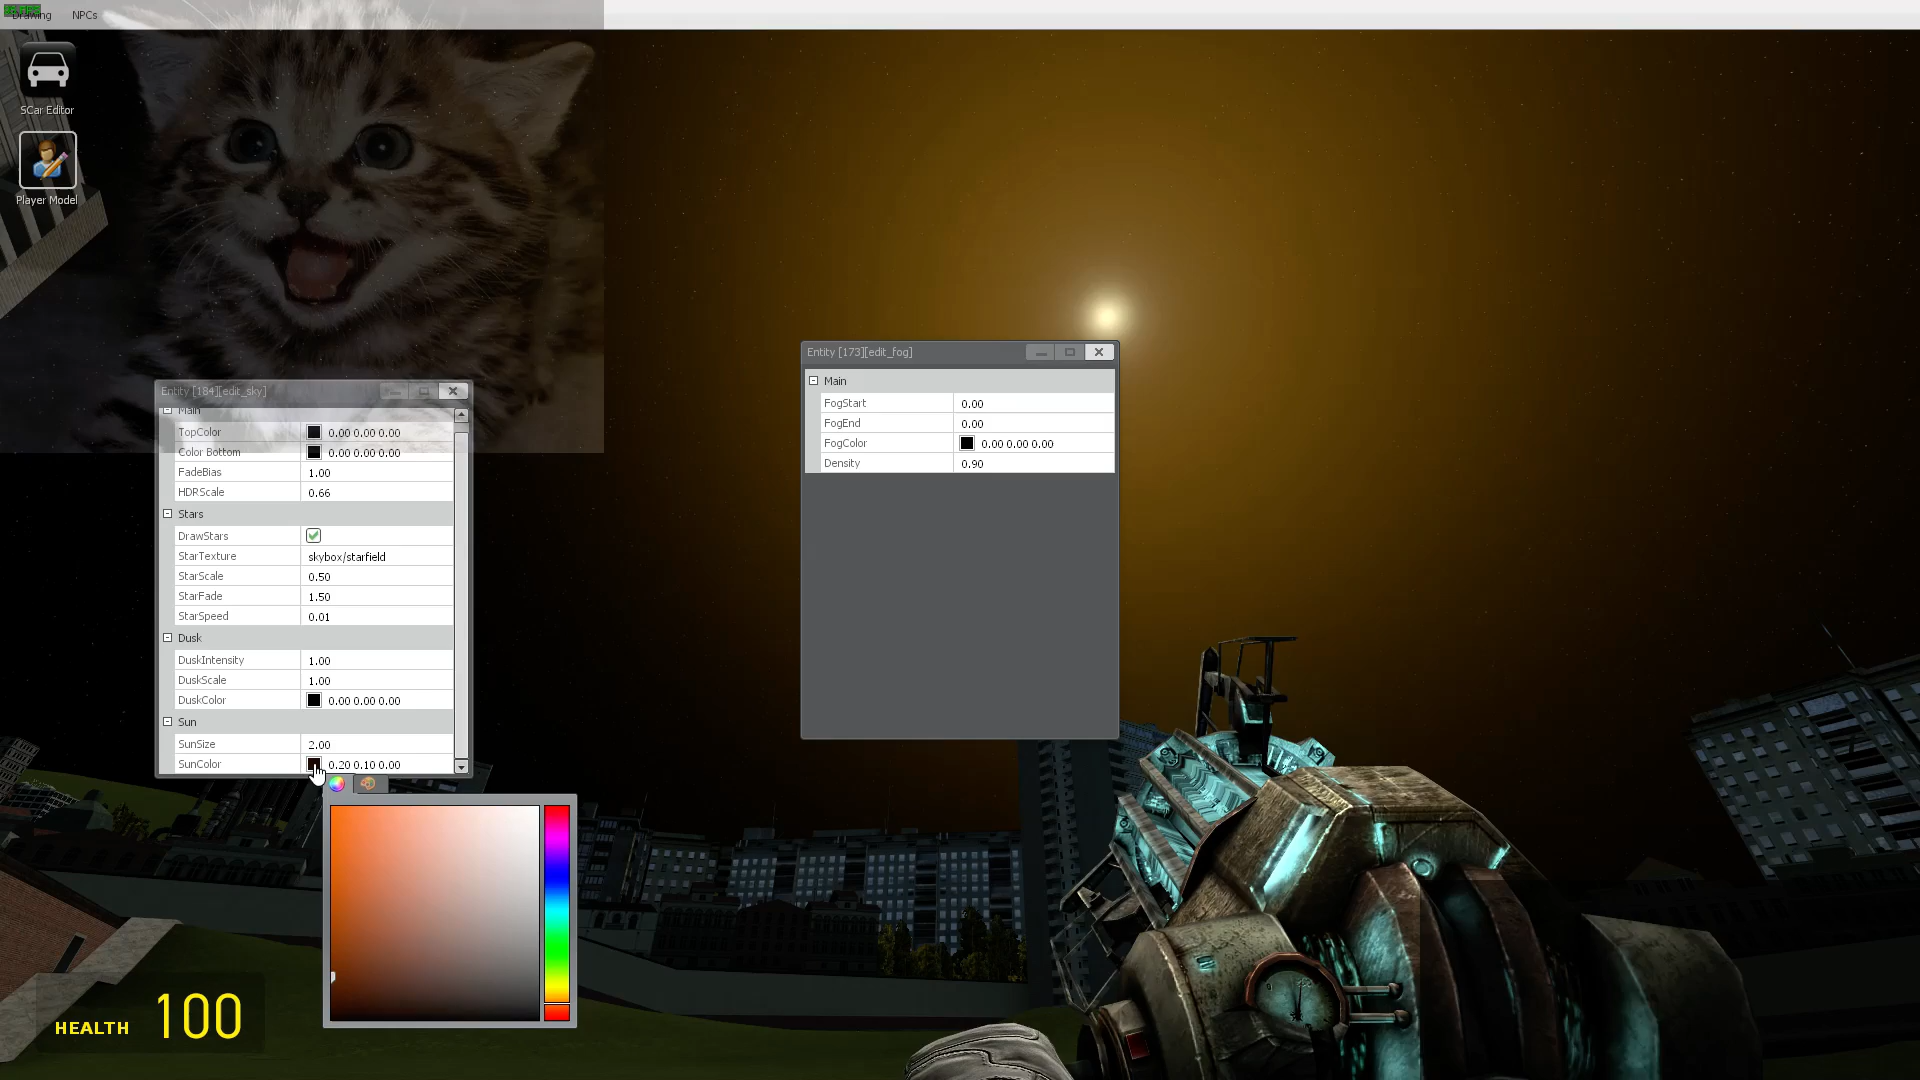 Drawing NPCs
SCar Editor
Player Model
Entity [184][edit_sky]
Main
TopColor 0.00 0.00 0.00
Color Bottom 0.00 0.00 0.00
FadeBias 1.00
HDRScale 0.66
Stars
DrawStars
StarTexture skybox/starfield
StarScale 0.50
StarFade 1.50
StarSpeed 0.01
Dusk
DuskIntensity 1.00
DuskScale 1.00
DuskColor 0.00 0.00 0.00
Sun
SunSize 2.00
SunColor 0.20 0.10 0.00
Entity [173][edit_fog]
Main
FogStart 0.00
FogEnd 0.00
FogColor 0.00 0.00 0.00
Density 0.90
HEALTH 100